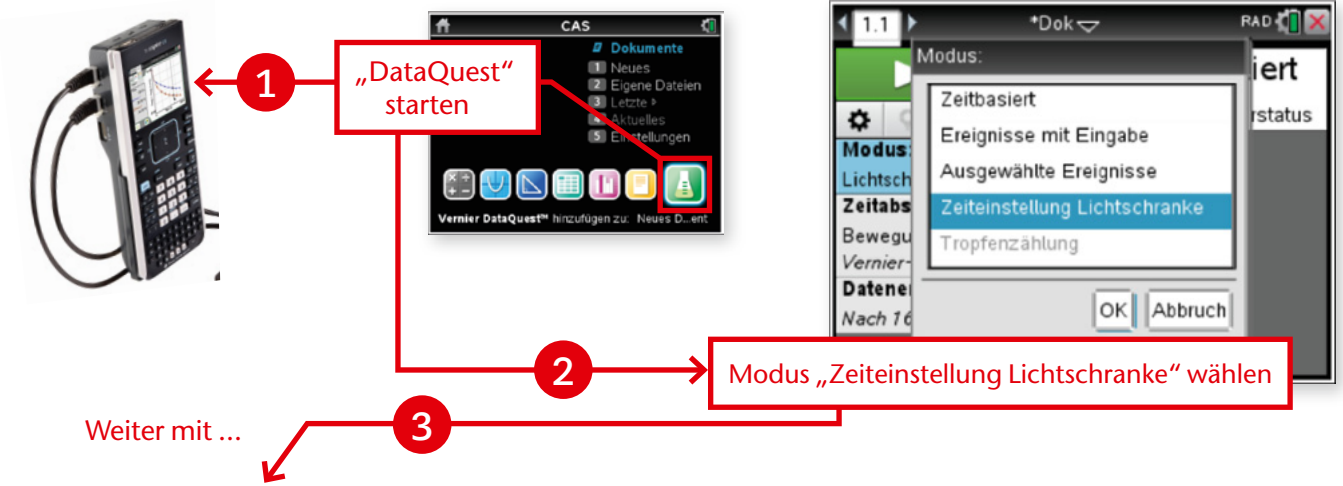 1
„DataQuest“
starten
CAS
Dokumente
1 Neues
2 Eigene Dateien
3 Letzte
4 Aktuelles
5 Einstellungen
Vernier DataQuest™ hinzufügen zu: Neues D...ent
1.1
*Dok
RAD
Modus:
iert
Zeitbasiert
Ereignisse mit Eingabe
Ausgewählte Ereignisse
Zeiteinstellung Lichtschranke
Tropfenzählung
OK Abbruch
rstatus
Modus:
Lichtsch
Zeitabs
Bewegu
Vernier-
Datener
Nach 16
2
Modus „Zeiteinstellung Lichtschranke“ wählen
3
Weiter mit ...